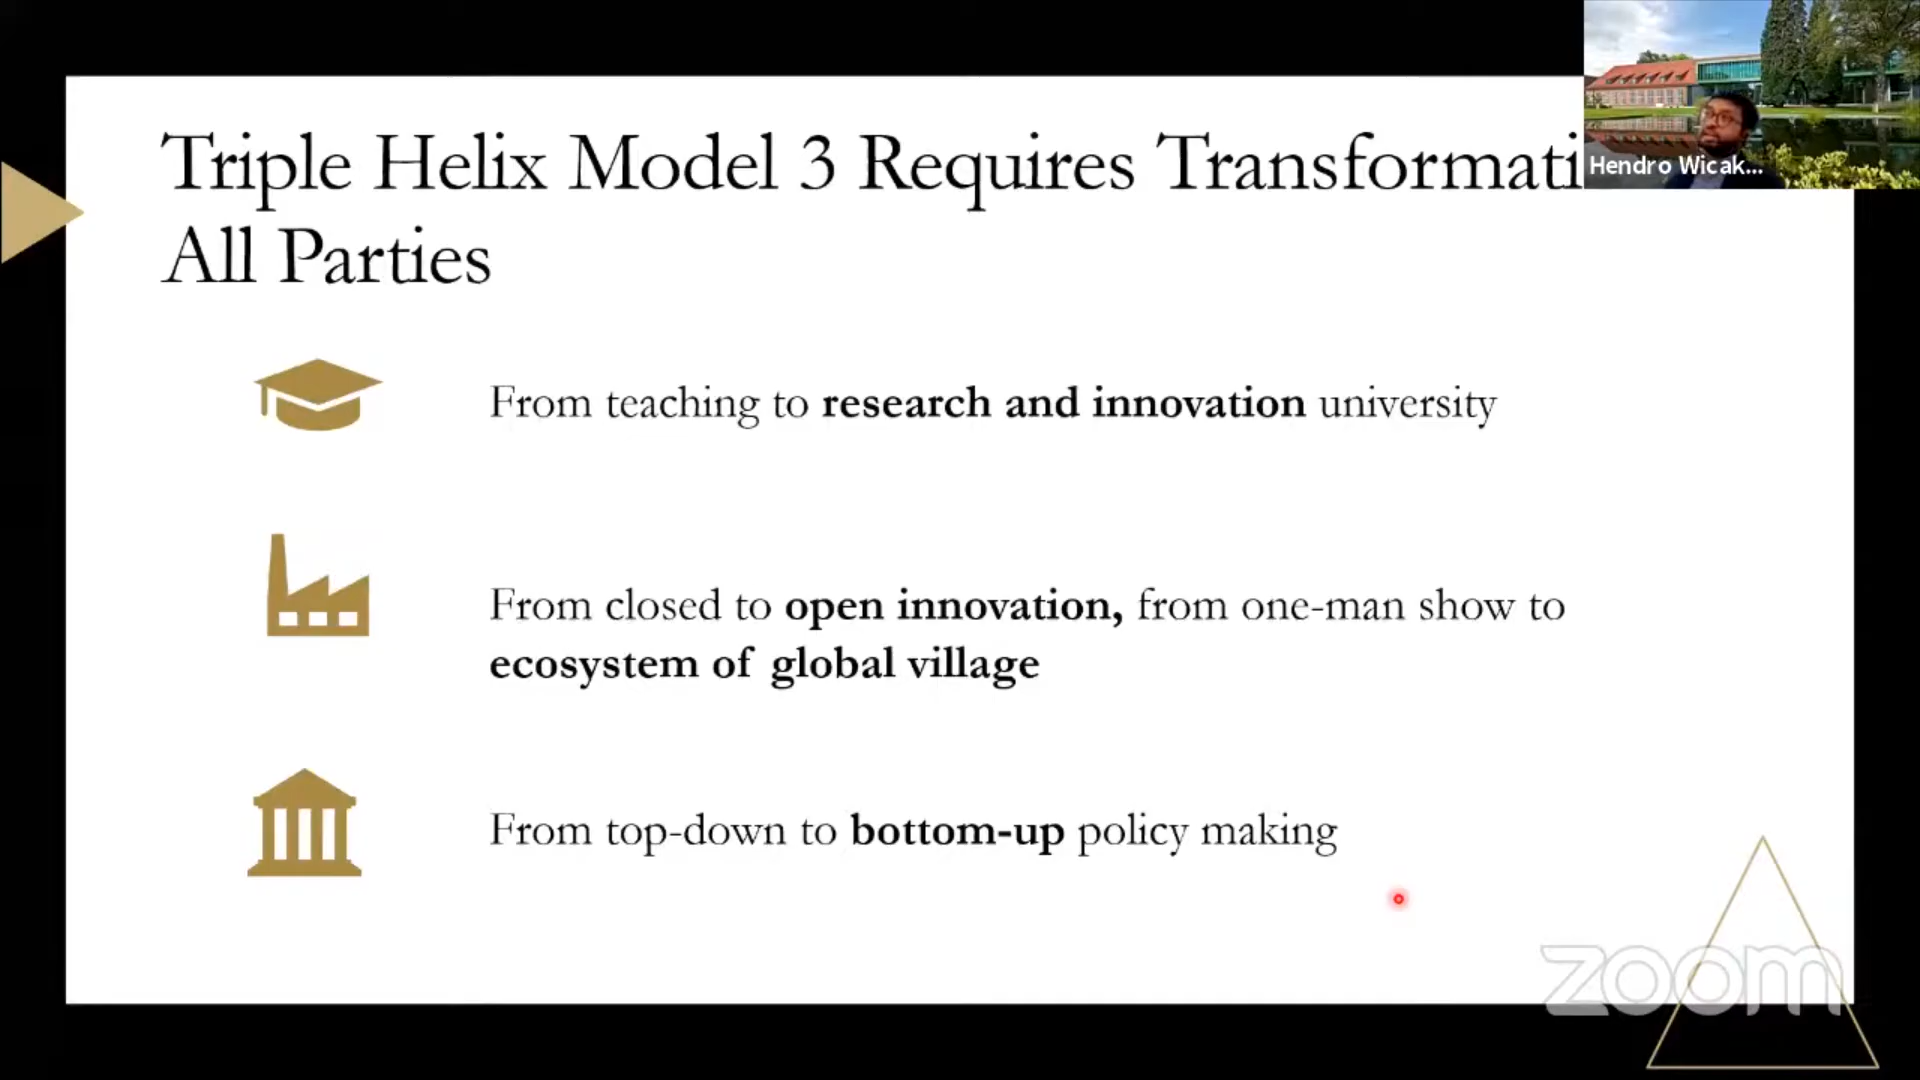 Triple Helix Model 3 Requires Transformati
All Parties
Hendro Wicak...
From teaching to research and innovation university
From closed to open innovation, from one-man show to
ecosystem of global village
From top-down to bottom-up policy making
zoom